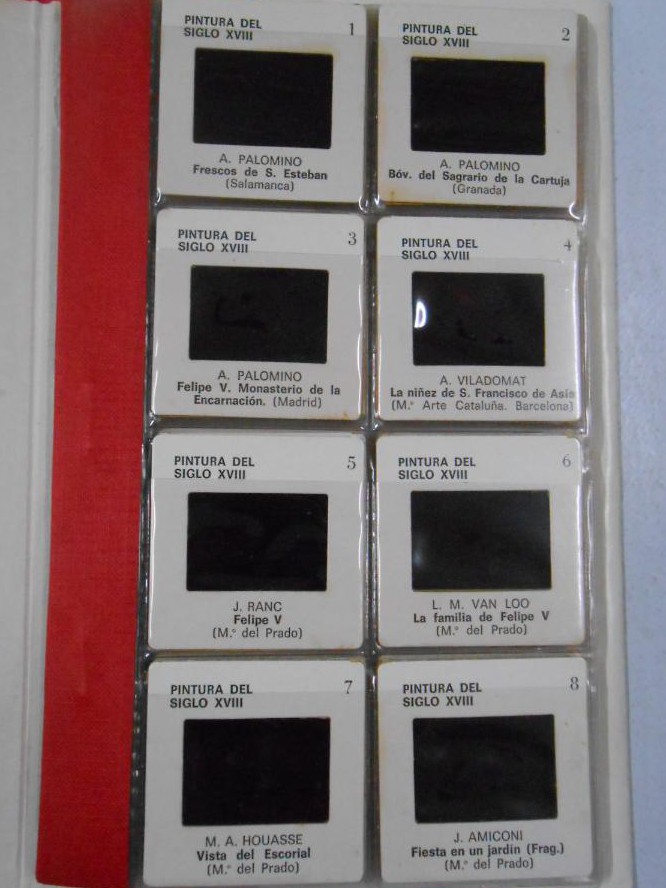 PINTURA DEL
SIGLO XVIII
1
A. PALOMINO
Frescos de S. Esteban
(Salamanca)
PINTURA DEL
SIGLO XVIII
2
A. PALOMINO
Bóv. del Sagrario de la Cartuja
(Granada)
PINTURA DEL
SIGLO XVIII
3
A. PALOMINO
Felipe V. Monasterio de la
Encarnación. (Madrid)
PINTURA DEL
SIGLO XVIII
4
A. VILADOMAT
La niñez de S. Francisco de Asís
(M.º Arte Cataluña. Barcelona)
PINTURA DEL
SIGLO XVIII
5
J. RANC
Felipe V
(M.º del Prado)
PINTURA DEL
SIGLO XVIII
6
L. M. VAN LOO
La familia de Felipe V
(M.º del Prado)
PINTURA DEL
SIGLO XVIII
7
M. A. HOUASSE
Vista del Escorial
(M.º del Prado)
PINTURA DEL
SIGLO XVIII
8
J. AMICONI
Fiesta en un jardín (Frag.)
(M.º del Prado)